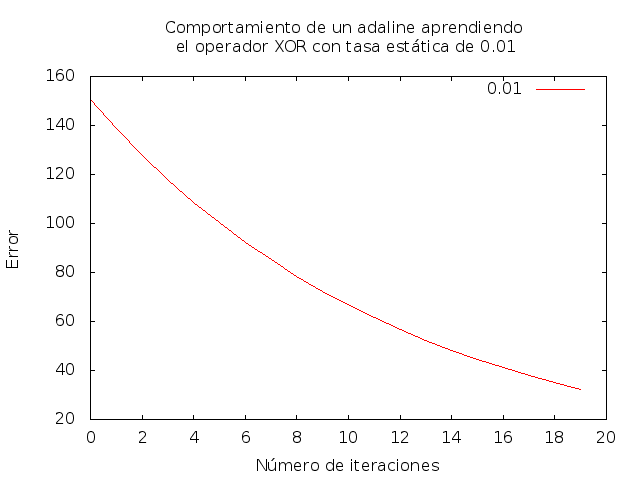 Comportamiento de un adaline aprendiendo
el operador XOR con tasa estática de 0.01
160
0.01
140
120
100
80
60
40
20
Error
0 2 4 6 8 10 12 14 16 18 20
Número de iteraciones